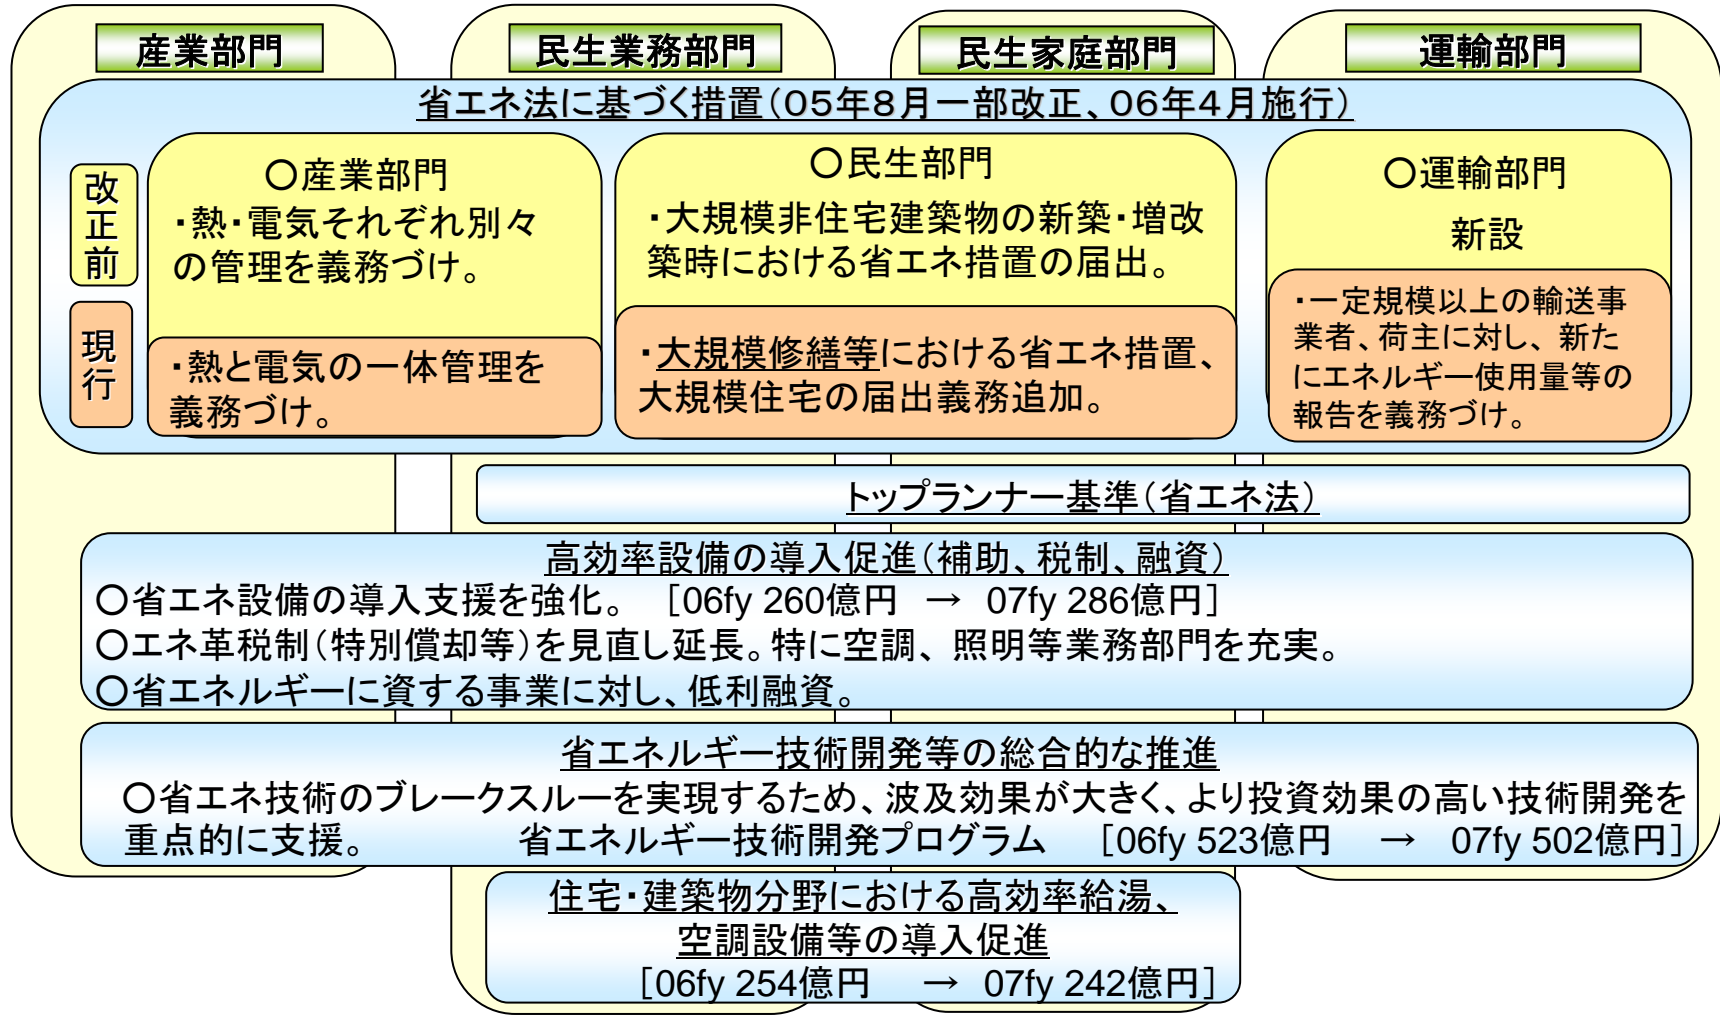 産業部門
民生業務部門
民生家庭部門
運輸部門
省エネ法に基づく措置（０５年８月一部改正、０６年４月施行）
改正前
〇産業部門
・熱・電気それぞれ別々
の管理を義務づけ。
〇民生部門
・大規模非住宅建築物の新築・増改
築時における省エネ措置の届出。
〇運輸部門
新設
現行
・熱と電気の一体管理を
義務づけ。
・大規模修繕等における省エネ措置、
大規模住宅の届出義務追加。
・一定規模以上の輸送事
業者、荷主に対し、新た
にエネルギー使用量等の
報告を義務づけ。
トップランナー基準（省エネ法）
高効率設備の導入促進（補助、税制、融資）
〇省エネ設備の導入支援を強化。　［06fy 260億円　→　07fy 286億円］
〇エネ革税制（特別償却等）を見直し延長。特に空調、照明等業務部門を充実。
〇省エネルギーに資する事業に対し、低利融資。
省エネルギー技術開発等の総合的な推進
〇省エネ技術のブレークスルーを実現するため、波及効果が大きく、より投資効果の高い技術開発を
重点的に支援。　　　　省エネルギー技術開発プログラム　［06fy 523億円　→　07fy 502億円］
住宅・建築物分野における高効率給湯、
空調設備等の導入促進
［06fy 254億円　→　07fy 242億円］